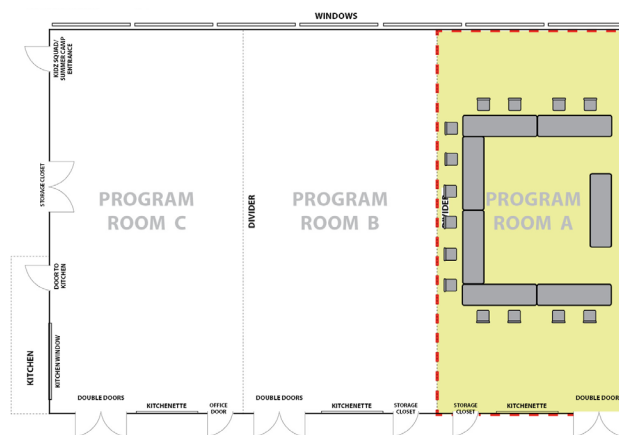 WINDOWS
KIDZ SQUAD/
SUMMER CAMP
ENTRANCE
STORAGE CLOSET
PROGRAM
ROOM C
DIVIDER
PROGRAM
ROOM B
DIVIDER
PROGRAM
ROOM A
DOOR TO
KITCHEN
KITCHEN
KITCHEN WINDOW
DOUBLE DOORS
KITCHENETTE
OFFICE
DOOR
DOUBLE DOORS
KITCHENETTE
STORAGE
CLOSET
STORAGE
CLOSET
KITCHENETTE
DOUBLE DOOR